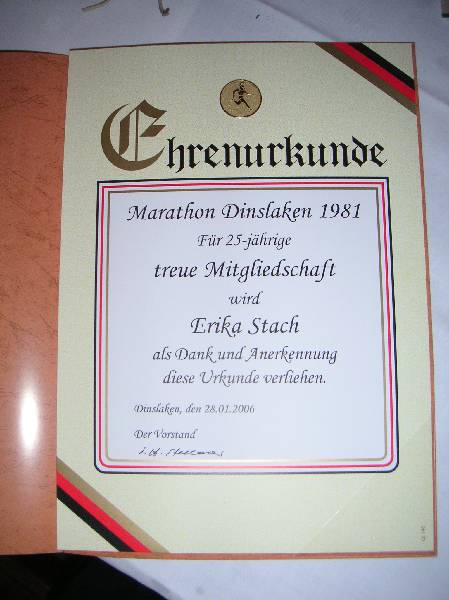 Ehrenurkunde
Marathon Dinslaken 1981
Für 25-jährige
treue Mitgliedschaft
wird
Erika Stach
als Dank und Anerkennung
diese Urkunde verliehen.
Dinslaken, den 28.01.2006
Der Vorstand